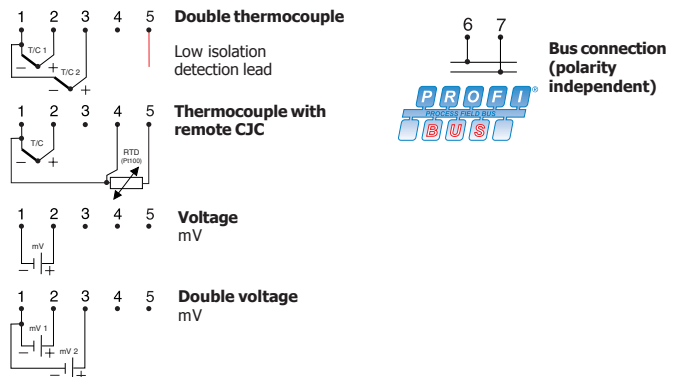 1 2 3 4 5
Double thermocouple
T/C 1
− +
T/C 2
− +
Low isolation
detection lead
1 2 3 4 5
Thermocouple with
remote CJC
T/C
− +
RTD
(Pt100)
1 2 3 4 5
Voltage
mV
mV
− +
1 2 3 4 5
Double voltage
mV
mV 1
− +
mV 2
− +
6 7
Bus connection
(polarity
independent)
PROFI®
PROCESS FIELD BUS
BUS